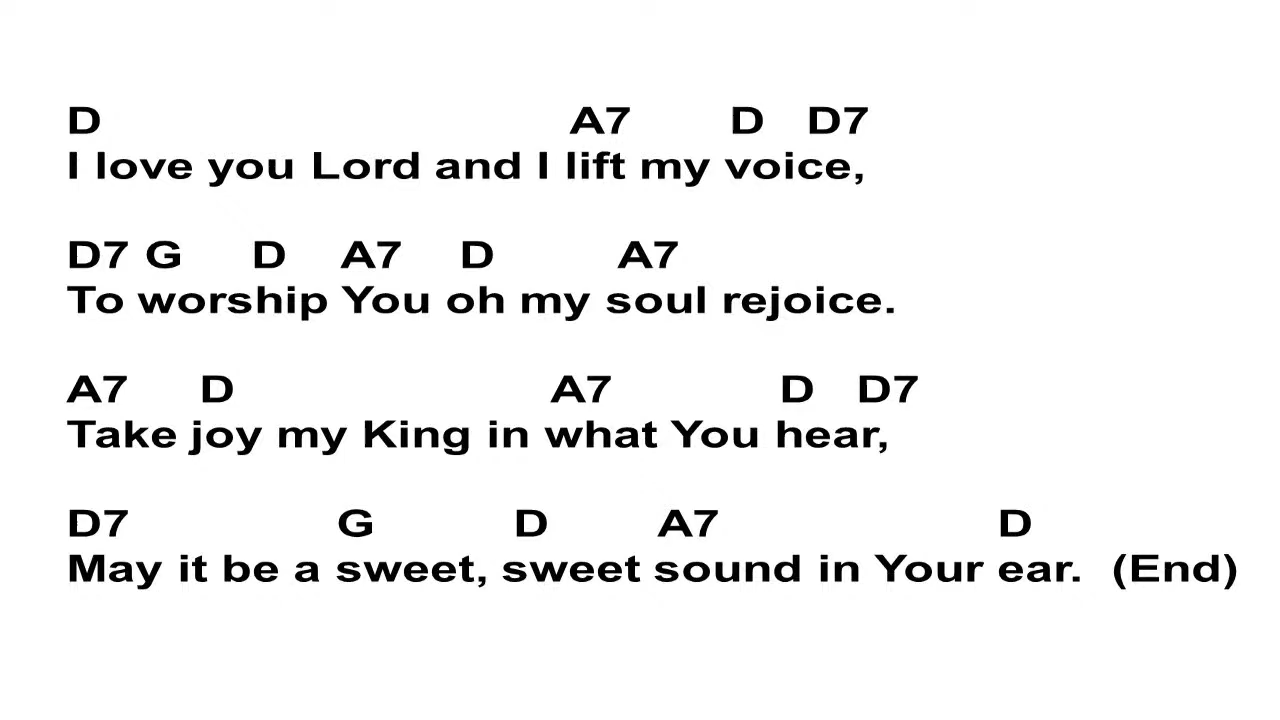 D A7 D D7
I love you Lord and I lift my voice,
D7 G D A7 D A7
To worship You oh my soul rejoice.
A7 D A7 D D7
Take joy my King in what You hear,
D7 G D A7 D
May it be a sweet, sweet sound in Your ear. (End)